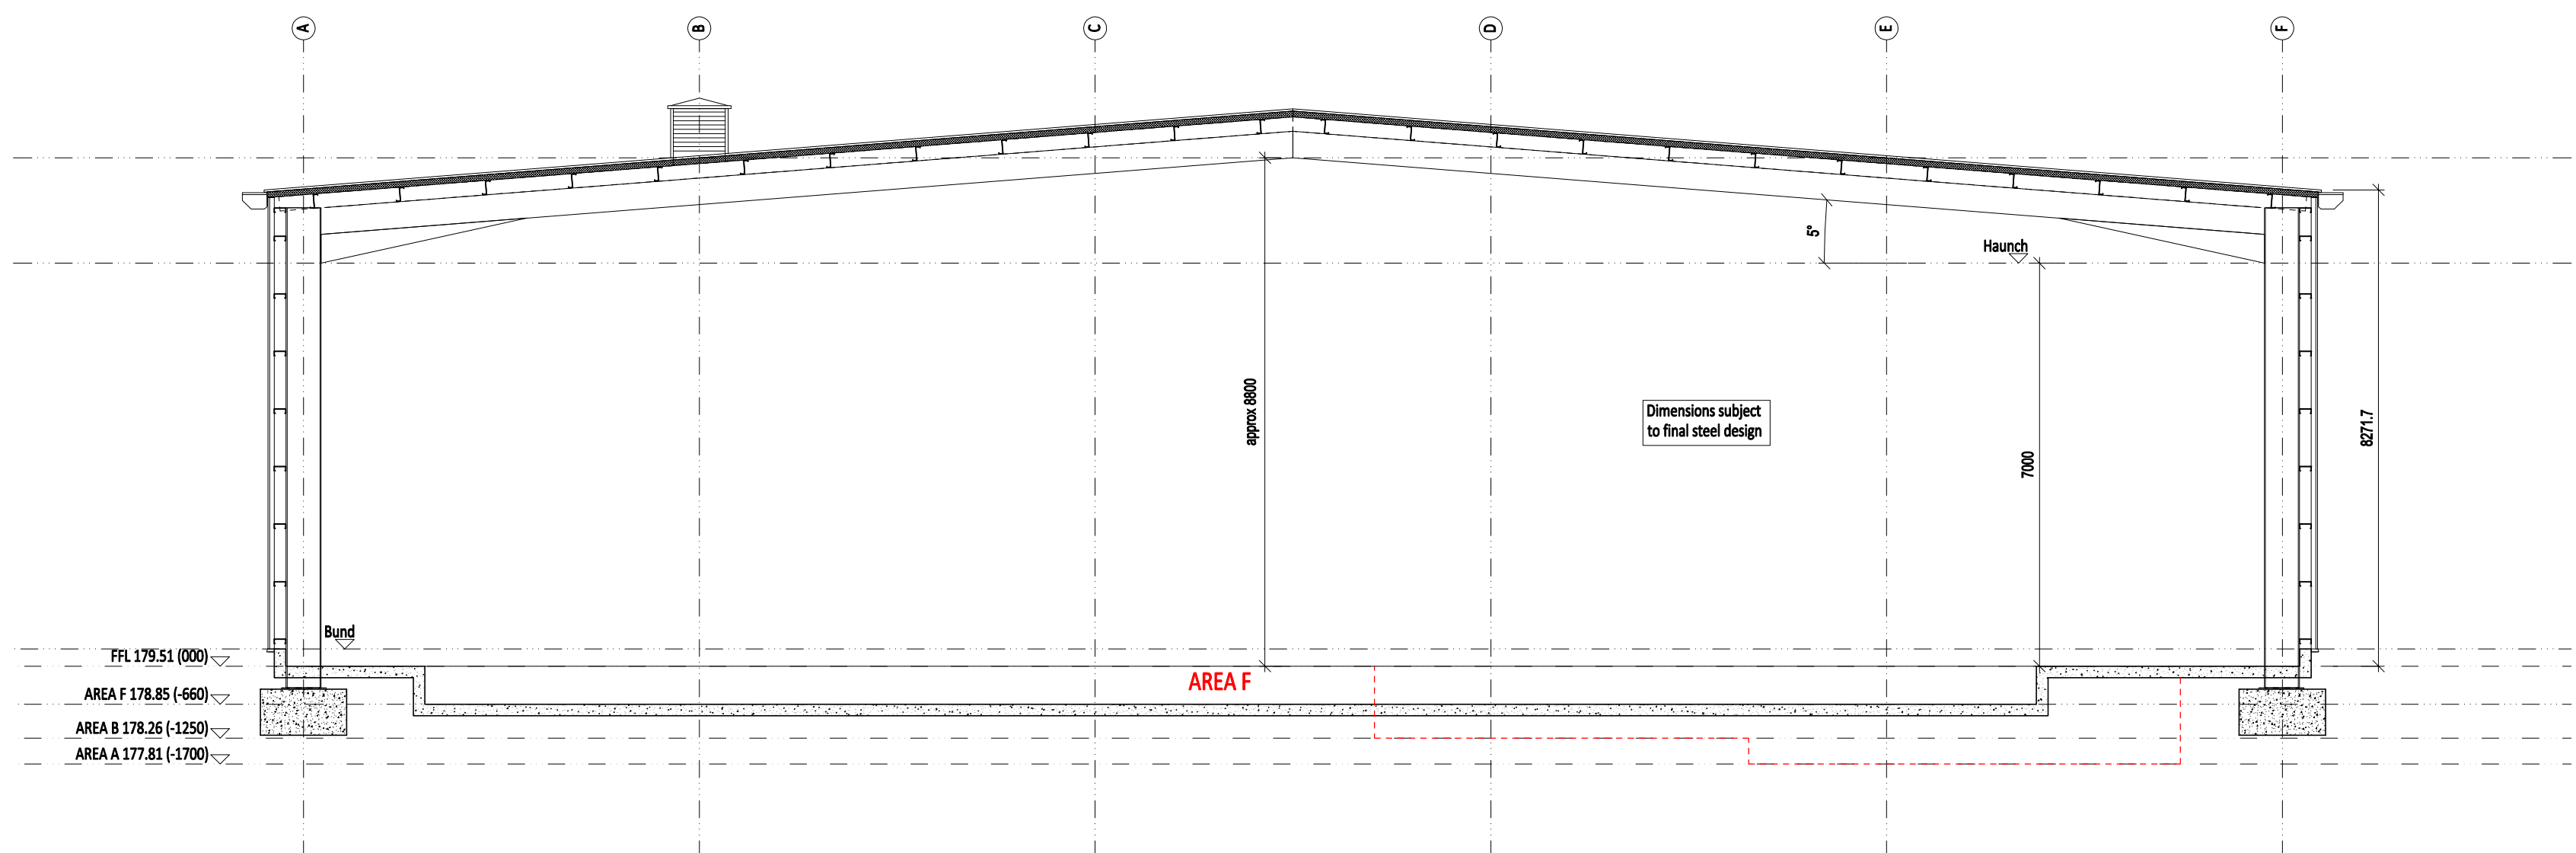 A
B
C
D
E
F
5°
Haunch
approx 8800
Dimensions subject
to final steel design
7000
8271.7
Bund
FFL 179.51 (000)
AREA F
AREA F 178.85 (-660)
AREA B 178.26 (-1250)
AREA A 177.81 (-1700)